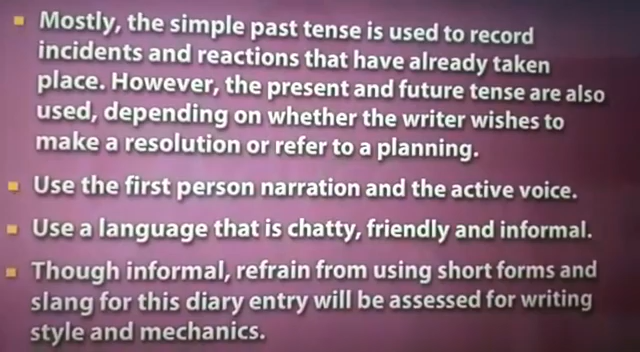 Mostly, the simple past tense is used to record
incidents and reactions that have already taken
place. However, the present and future tense are also
used, depending on whether the writer wishes to
make a resolution or refer to a planning.
Use the first person narration and the active voice.
Use a language that is chatty, friendly and informal.
Though informal, refrain from using short forms and
slang for this diary entry will be assessed for writing
style and mechanics.